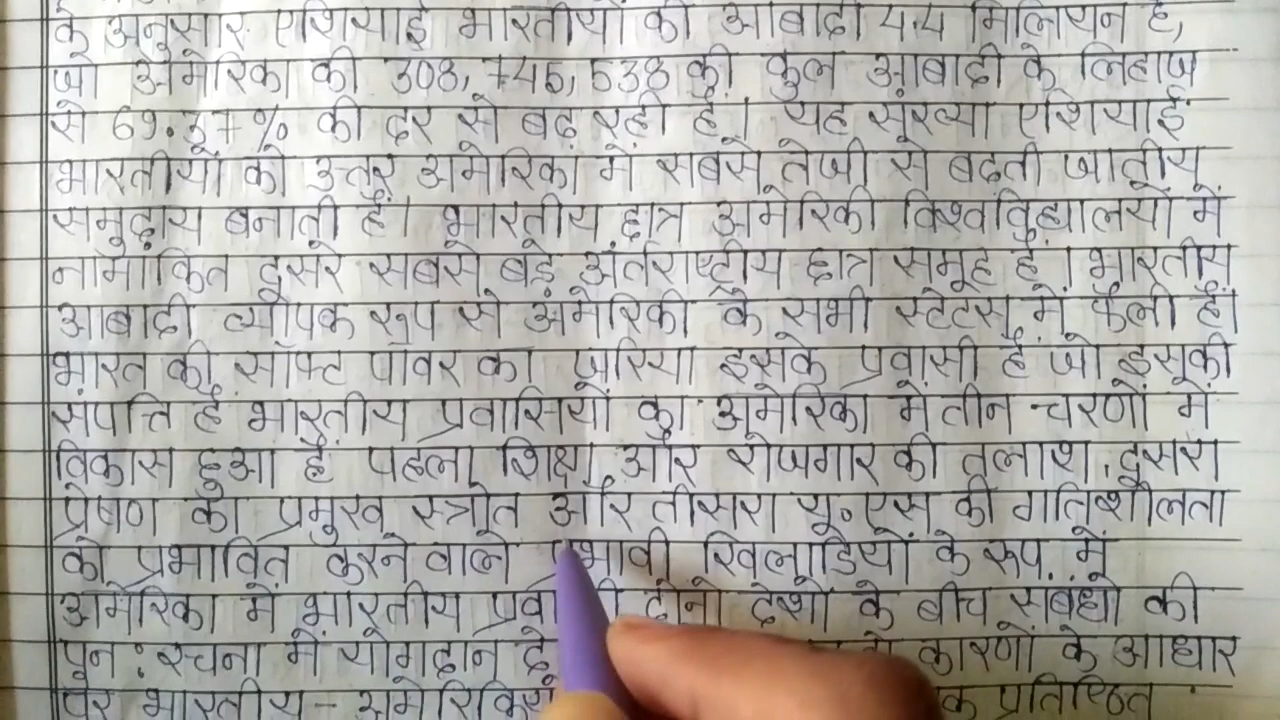 के अनुसार एशियाई भारतीयों की आबादी 4.4 मिलियन है,
जो अमेरिका की 308,745,538 की कुल आबादी के लिहाज
से 69.37% की दर से बढ़ रही है। यह संख्या एशियाई
भारतीयों को उत्तर अमेरिका में सबसे तेजी से बढ़ती जातीय
समुदाय बनाती है। भारतीय छात्र अमेरिकी विश्वविद्यालयों में
नामांकित दूसरे सबसे बड़े अंतर्राष्ट्रीय छात्र समूह हैं। भारतीय
आबादी व्यापक रूप से अमेरिकी के सभी स्टेट्स में फैली है।
भारत की सॉफ्ट पॉवर का जरिया इसके प्रवासी हैं जो इसकी
संपत्ति हैं भारतीय प्रवासियों का अमेरिका में तीन चरणों में
विकास हुआ है पहला शिक्षा और रोजगार की तलाश, दूसरा
प्रेषण का प्रमुख स्त्रोत और तीसरा यू.एस की गतिशीलता
को प्रभावित करने वाले प्रभावी खिलाडियों के रूप में
अमेरिका में भारतीय दोनों देशों के बीच संबंधों की
पुन: रचना में योगदान कारणों के आधार
पर भारतीय - प्रतिष्ठित